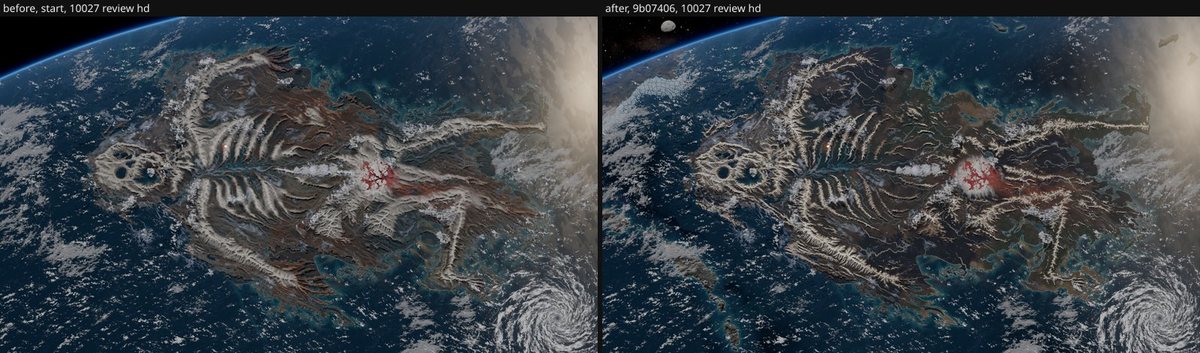 before, start, 10027 review hd
after, 9b07406, 10027 review hd